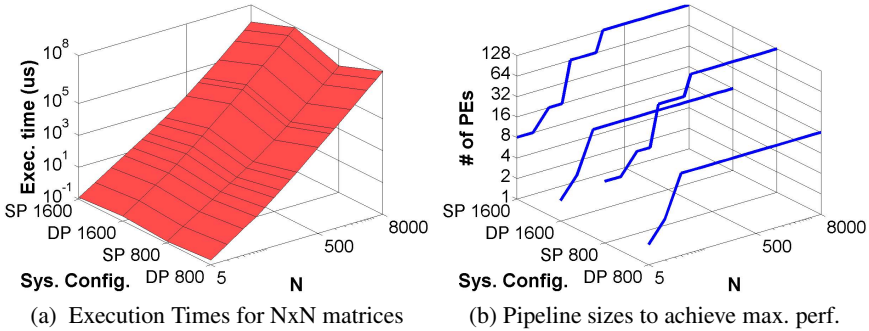 Exec. time (us)
10^8
10^5
10^3
10^1
10^-1
SP 1600
DP 1600
SP 800
DP 800
Sys. Config.
5
500
8000
N
(a) Execution Times for NxN matrices
# of PEs
128
64
32
16
8
4
2
1
SP 1600
DP 1600
SP 800
DP 800
Sys. Config.
5
500
8000
N
(b) Pipeline sizes to achieve max. perf.